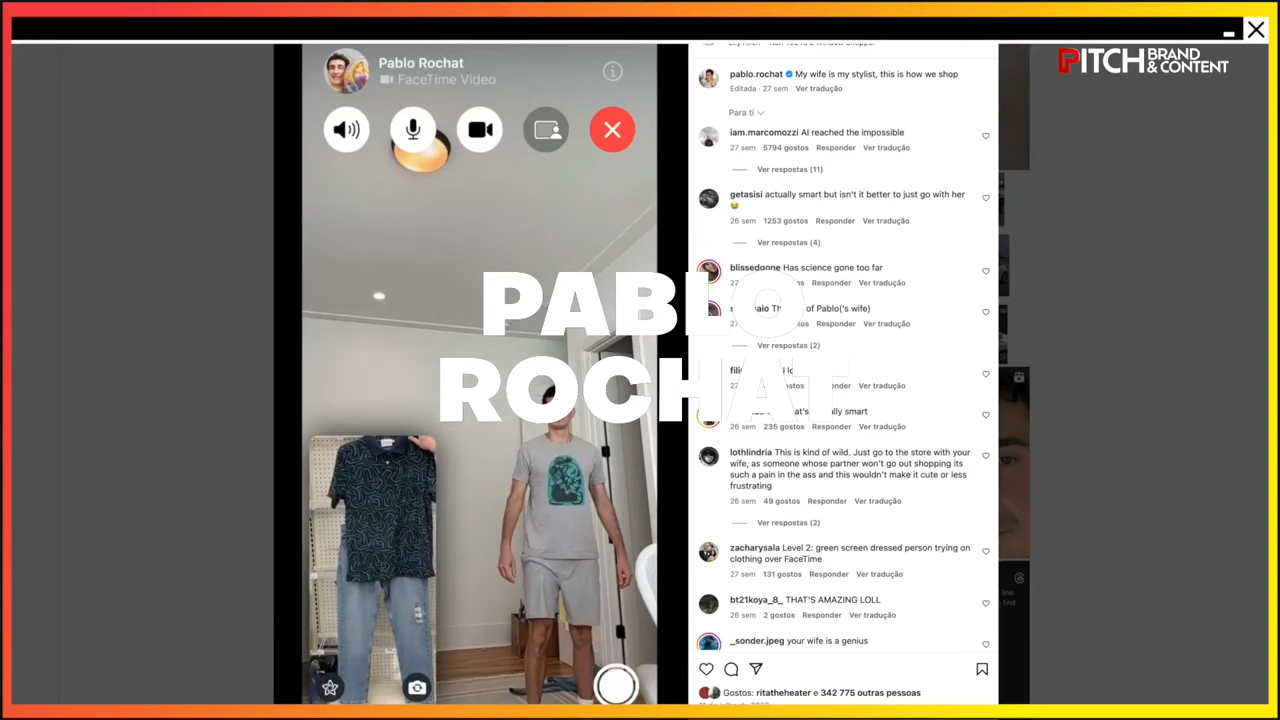 Pablo Rochat
FaceTime Video
PITCH BRAND & CONTENT
PABLO
ROCHAT
pablo.rochat My wife is my stylist, this is how we shop
Editada · 27 sem Ver tradução
Para ti
iam.marcomozzi AI reached the impossible
27 sem 5794 gostos Responder Ver tradução
Ver respostas (11)
getasisi actually smart but isn't it better to just go with her 😭
26 sem 1253 gostos Responder Ver tradução
Ver respostas (4)
blissedgone Has science gone too far
Responder Ver tradução
of Pablo('s wife)
Responder Ver tradução
Ver respostas (2)
Ver tradução
smart
26 sem 235 gostos Responder Ver tradução
lothlindria This is kind of wild. Just go to the store with your
wife, as someone whose partner won't go out shopping its
such a pain in the ass and this wouldn't make it cute or less
frustrating
26 sem 49 gostos Responder Ver tradução
Ver respostas (2)
zacharysala Level 2: green screen dressed person trying on
clothing over FaceTime
27 sem 131 gostos Responder Ver tradução
bt21koya_8_ THAT'S AMAZING LOLL
26 sem 2 gostos Responder Ver tradução
_sonder.jpeg your wife is a genius
Gostos: ritatheheater e 342 775 outras pessoas